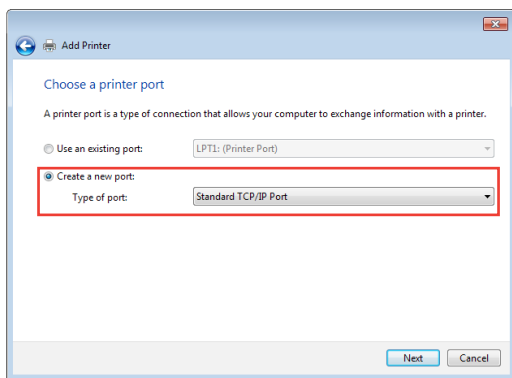 Add Printer
Choose a printer port
A printer port is a type of connection that allows your computer to exchange information with a printer.
Use an existing port: LPT1: (Printer Port)
Create a new port:
Type of port: Standard TCP/IP Port
Next Cancel